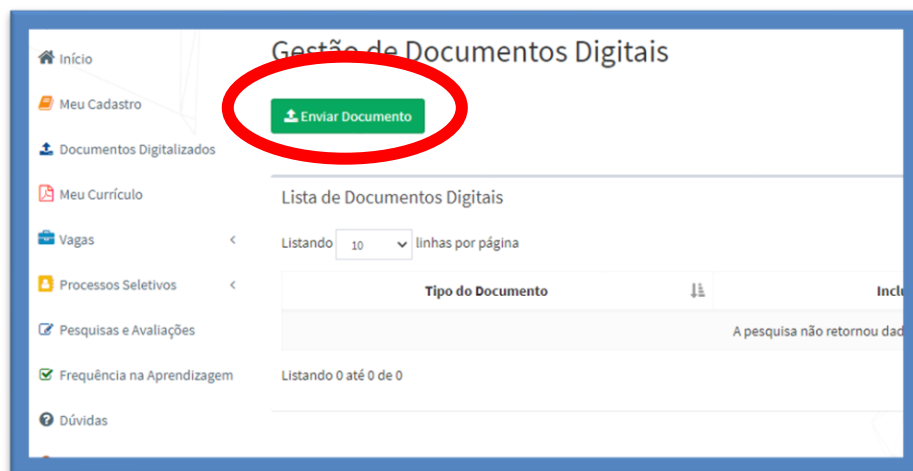 Início
Meu Cadastro
Documentos Digitalizados
Meu Currículo
Vagas
Processos Seletivos
Pesquisas e Avaliações
Frequência na Aprendizagem
Dúvidas
Gestão de Documentos Digitais
Enviar Documento
Lista de Documentos Digitais
Listando 10 linhas por página
Tipo do Documento
A pesquisa não retornou
Listando 0 até 0 de 0